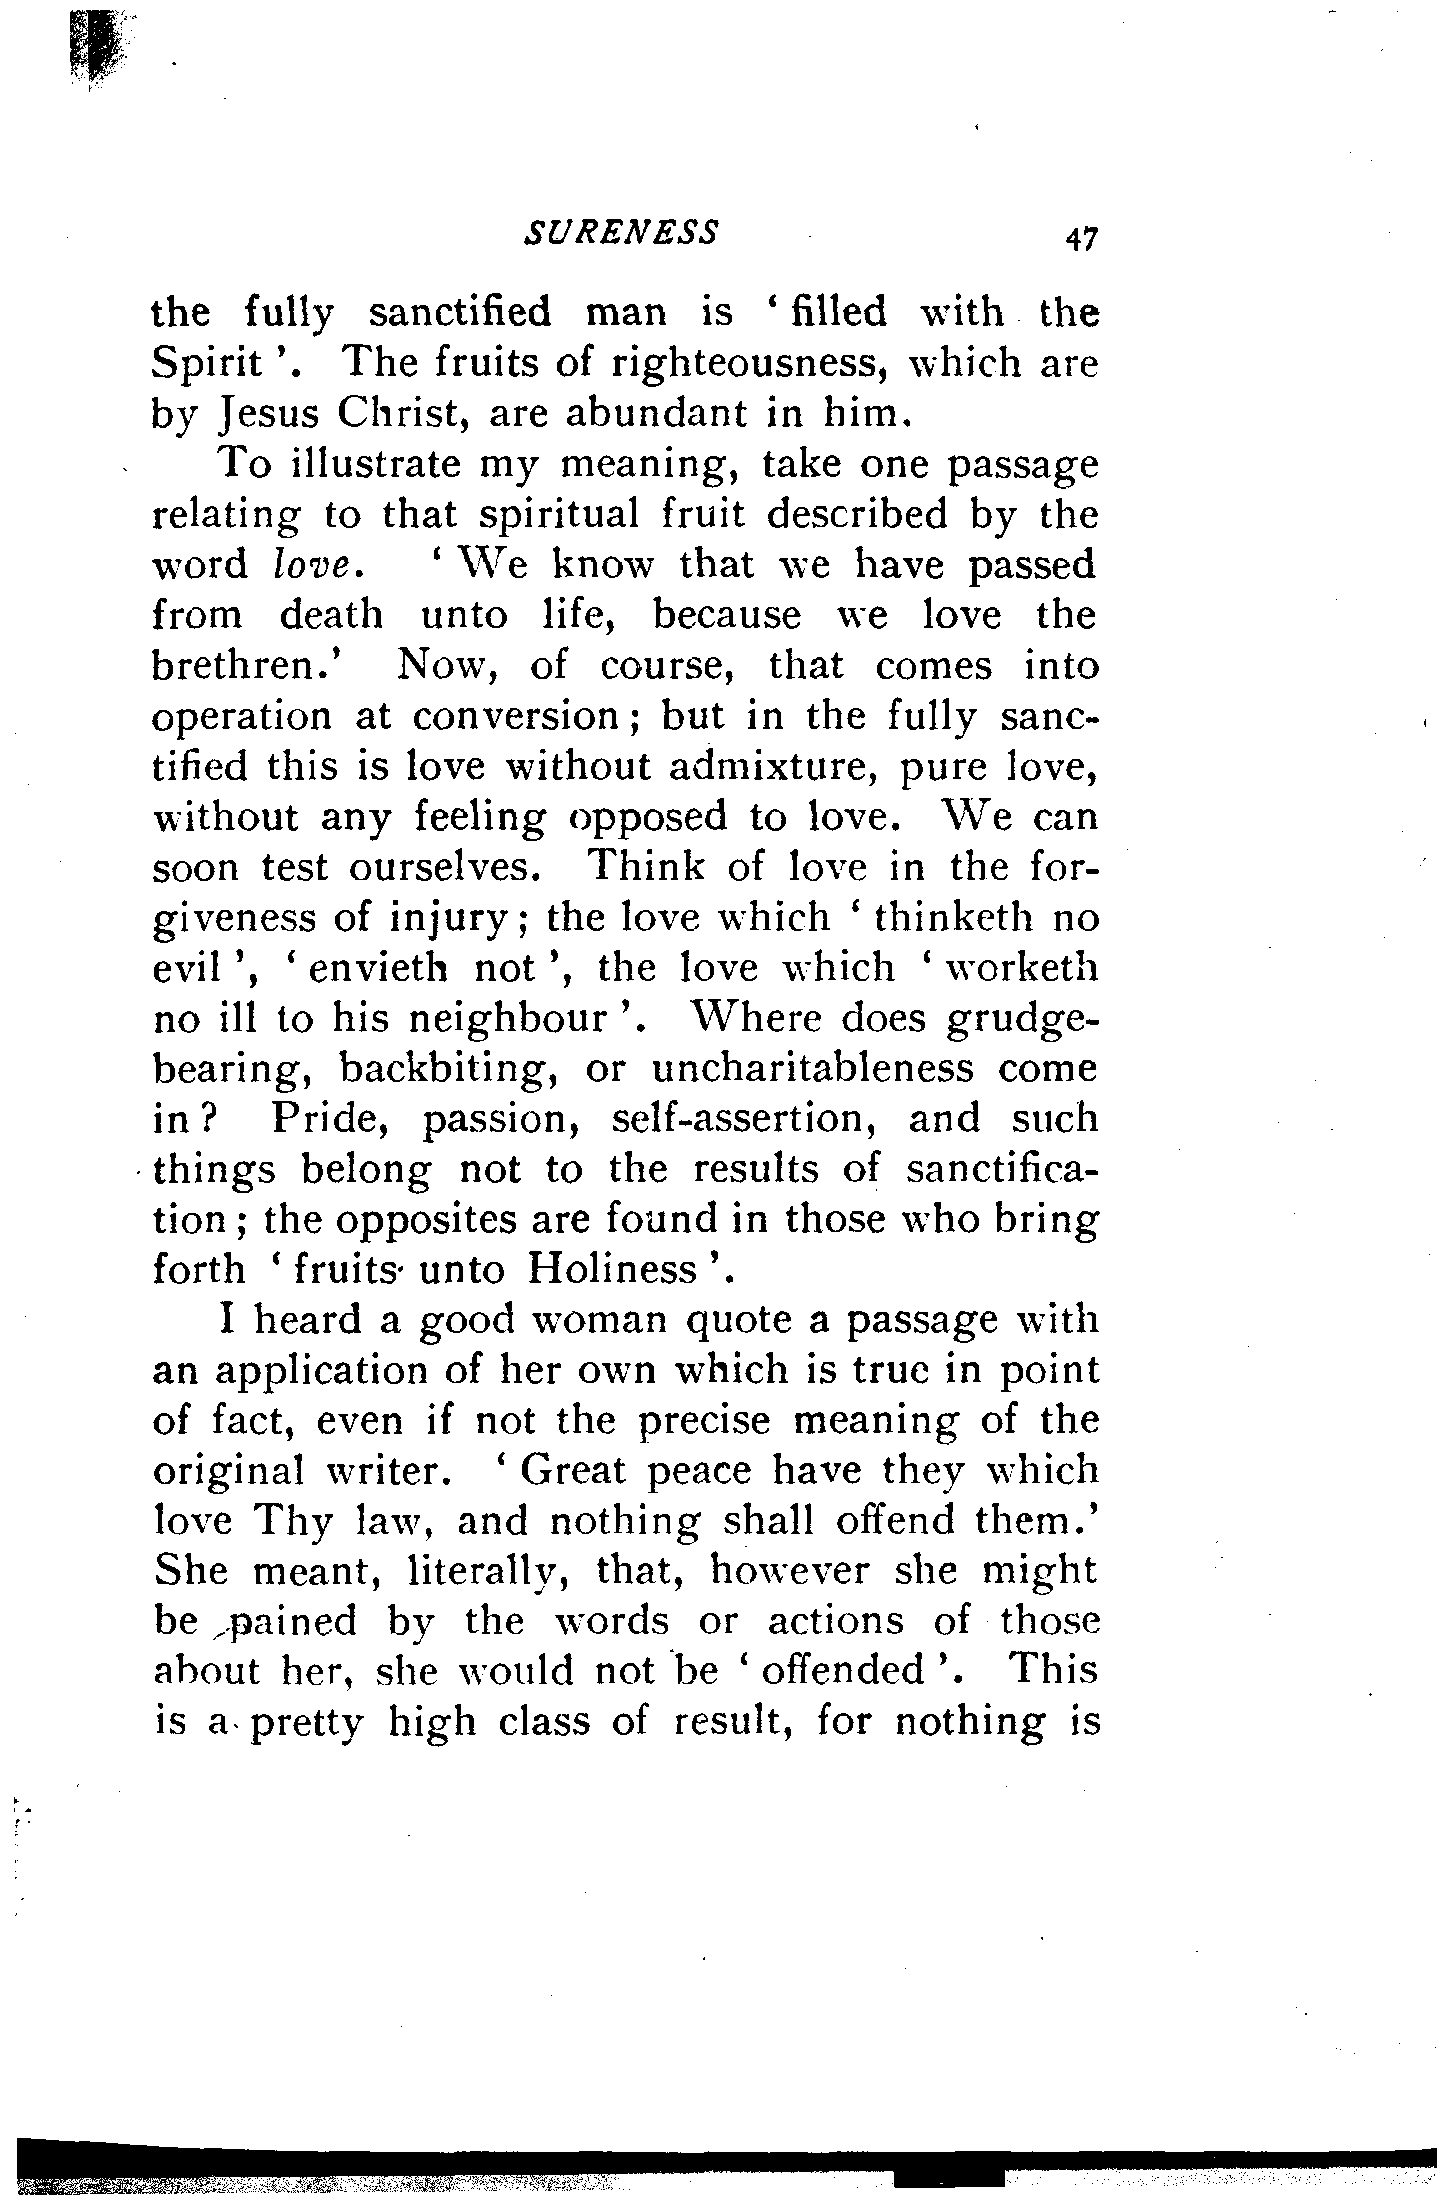 SURENESS 47
the fully sanctified man is ‘ filled with the
Spirit ’. The fruits of righteousness, which are
by Jesus Christ, are abundant in him.
To illustrate my meaning, take one passage
relating to that spiritual fruit described by the
word love. ‘ We know that we have passed
from death unto life, because we love the
brethren.’ Now, of course, that comes into
operation at conversion ; but in the fully sanc-
tified this is love without admixture, pure love,
without any feeling opposed to love. We can
soon test ourselves. Think of love in the for-
giveness of injury ; the love which ‘ thinketh no
evil ’, ‘ envieth not ’, the love which ‘ worketh
no ill to his neighbour ’. Where does grudge-
bearing, backbiting, or uncharitableness come
in ? Pride, passion, self-assertion, and such
things belong not to the results of sanctifica-
tion ; the opposites are found in those who bring
forth ‘ fruits unto Holiness ’.
I heard a good woman quote a passage with
an application of her own which is true in point
of fact, even if not the precise meaning of the
original writer. ‘ Great peace have they which
love Thy law, and nothing shall offend them.’
She meant, literally, that, however she might
be pained by the words or actions of those
about her, she would not be ‘ offended ’. This
is a pretty high class of result, for nothing is